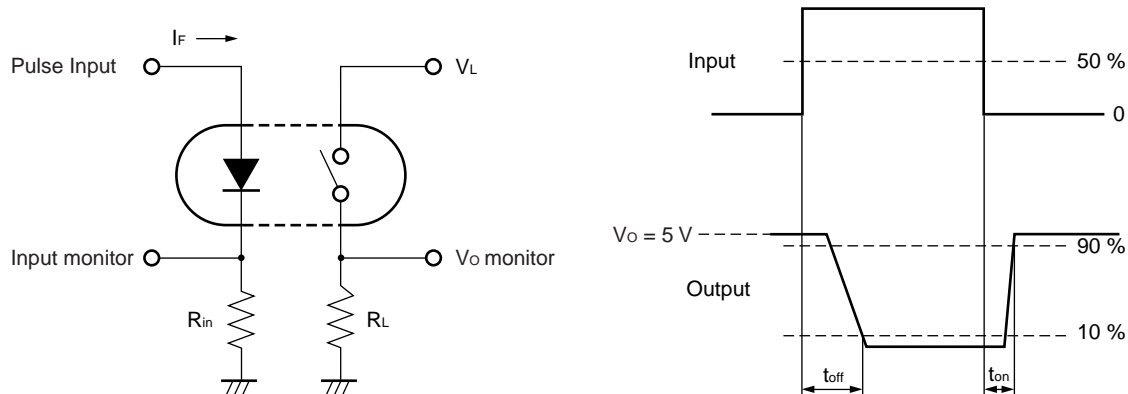 IF
Pulse Input
VL
Input monitor
VO monitor
Rin
RL
Input
50 %
0
VO = 5 V
90 %
Output
10 %
toff
ton